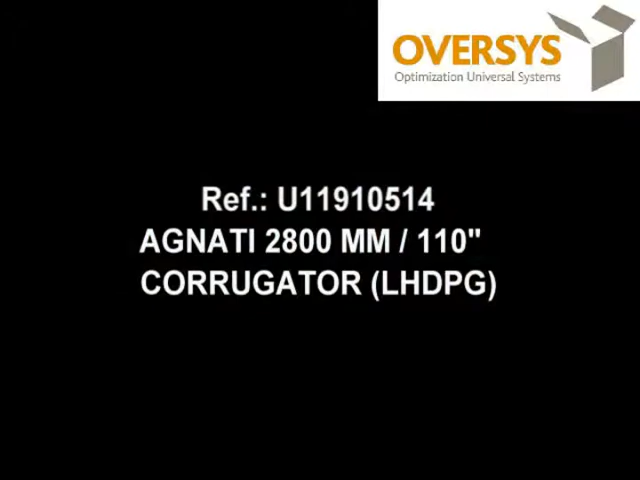 OVERSYS
Optimization Universal Systems
Ref.: U11910514
AGNATI 2800 MM / 110"
CORRUGATOR (LHDPG)